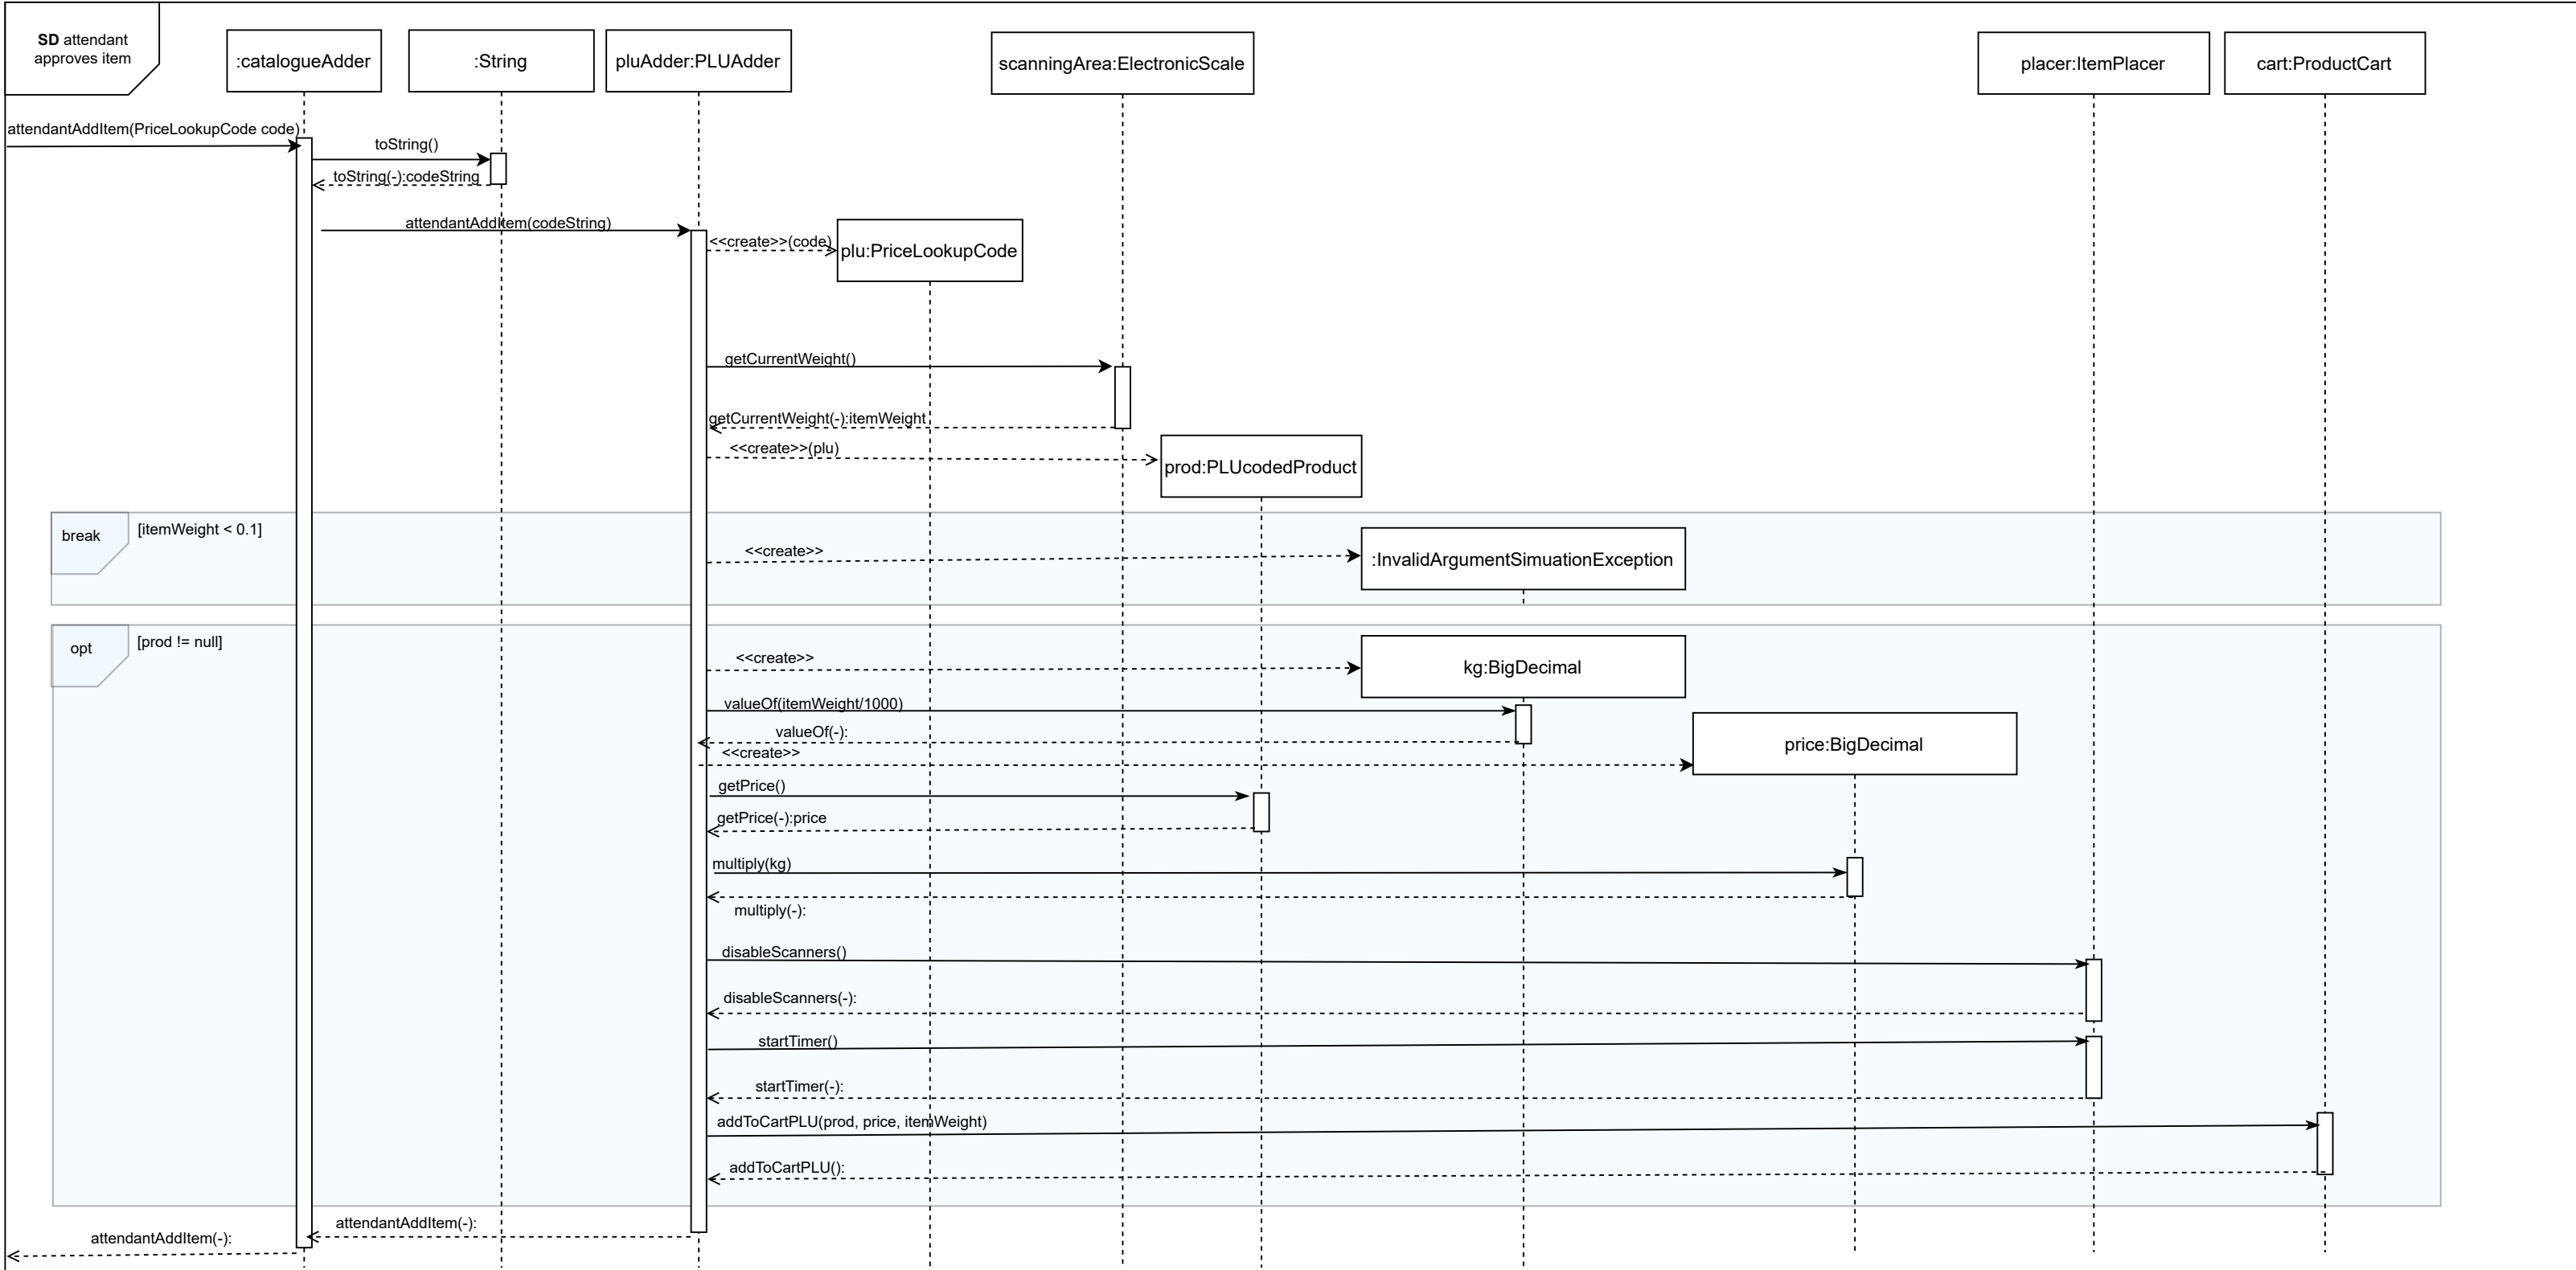 SD attendant
approves item
:catalogueAdder
:String
pluAdder:PLUAdder
scanningArea:ElectronicScale
placer:ItemPlacer
cart:ProductCart
attendantAddItem(PriceLookupCode code)
toString()
toString(-):codeString
attendantAddItem(codeString)
<<create>>(code)
plu:PriceLookupCode
getCurrentWeight()
getCurrentWeight(-):itemWeight
<<create>>(plu)
prod:PLUcodedProduct
break
[itemWeight < 0.1]
<<create>>
:InvalidArgumentSimuationException
opt
[prod != null]
<<create>>
kg:BigDecimal
valueOf(itemWeight/1000)
valueOf(-):
<<create>>
price:BigDecimal
getPrice()
getPrice(-):price
multiply(kg)
multiply(-):
disableScanners()
disableScanners(-):
startTimer()
startTimer(-):
addToCartPLU(prod, price, itemWeight)
addToCartPLU():
attendantAddItem(-):
attendantAddItem(-):